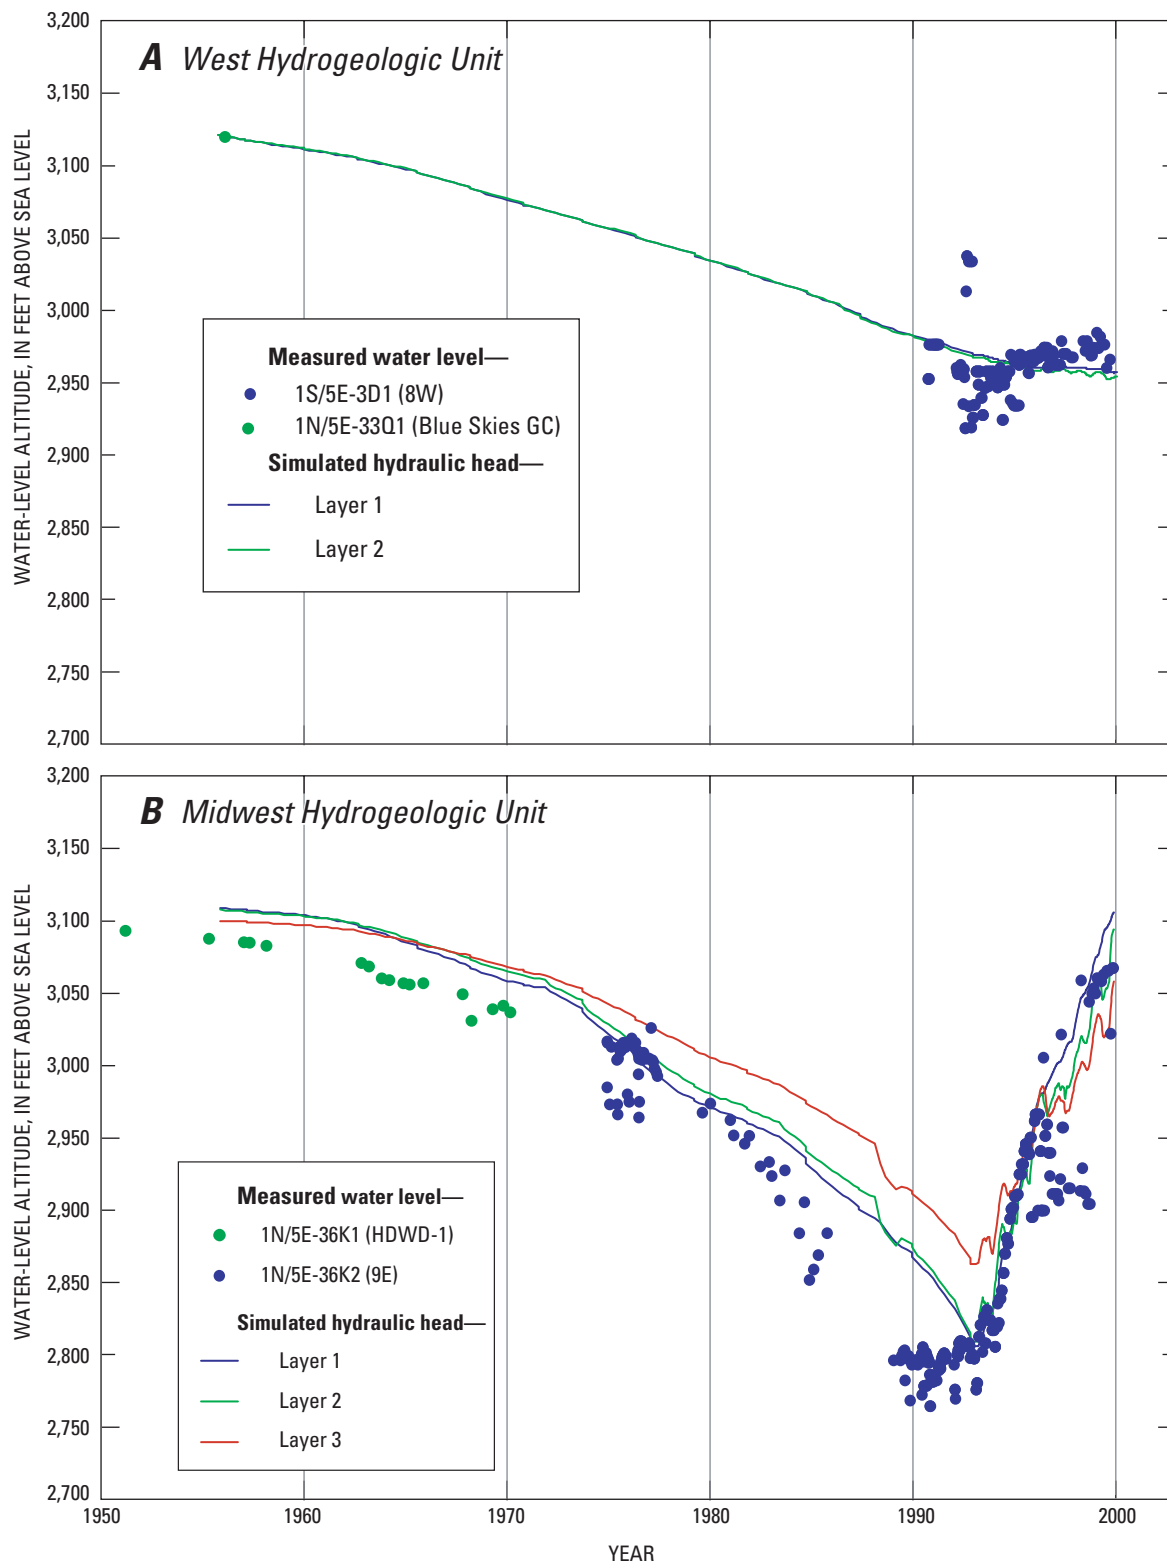 A West Hydrogeologic Unit
WATER-LEVEL ALTITUDE, IN FEET ABOVE SEA LEVEL
3,200
3,150
3,100
3,050
3,000
2,950
2,900
2,850
2,800
2,750
2,700
Measured water level—
1S/5E-3D1 (8W)
1N/5E-33Q1 (Blue Skies GC)
Simulated hydraulic head—
Layer 1
Layer 2
B Midwest Hydrogeologic Unit
WATER-LEVEL ALTITUDE, IN FEET ABOVE SEA LEVEL
3,200
3,150
3,100
3,050
3,000
2,950
2,900
2,850
2,800
2,750
2,700
Measured water level—
1N/5E-36K1 (HDWD-1)
1N/5E-36K2 (9E)
Simulated hydraulic head—
Layer 1
Layer 2
Layer 3
1950 1960 1970 1980 1990 2000
YEAR